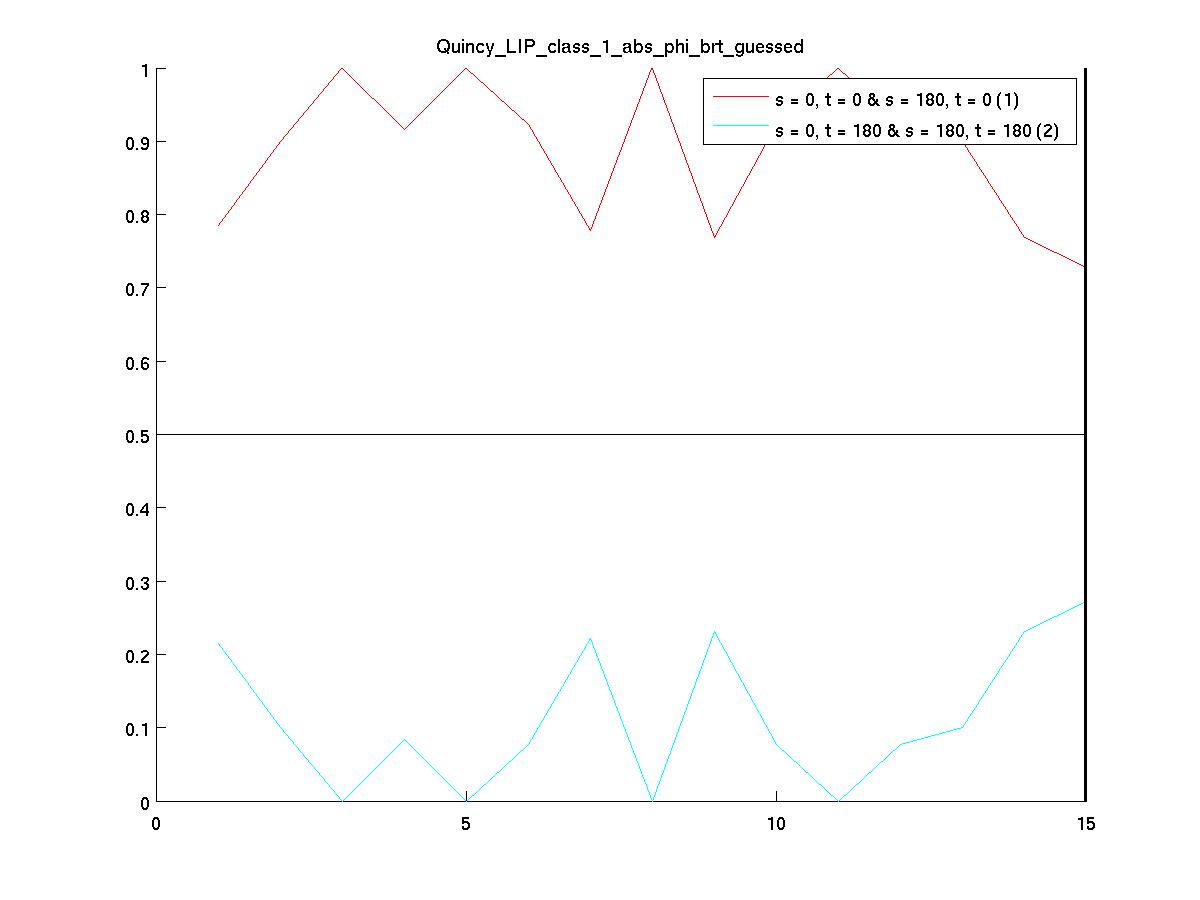 Quincy_LIP_class_1_abs_phi_brt_guessed
1
s = 0, t = 0 & s = 180, t = 0 (1)
s = 0, t = 180 & s = 180, t = 180 (2)
0.9
0.8
0.7
0.6
0.5
0.4
0.3
0.2
0.1
0
0 5 10 15